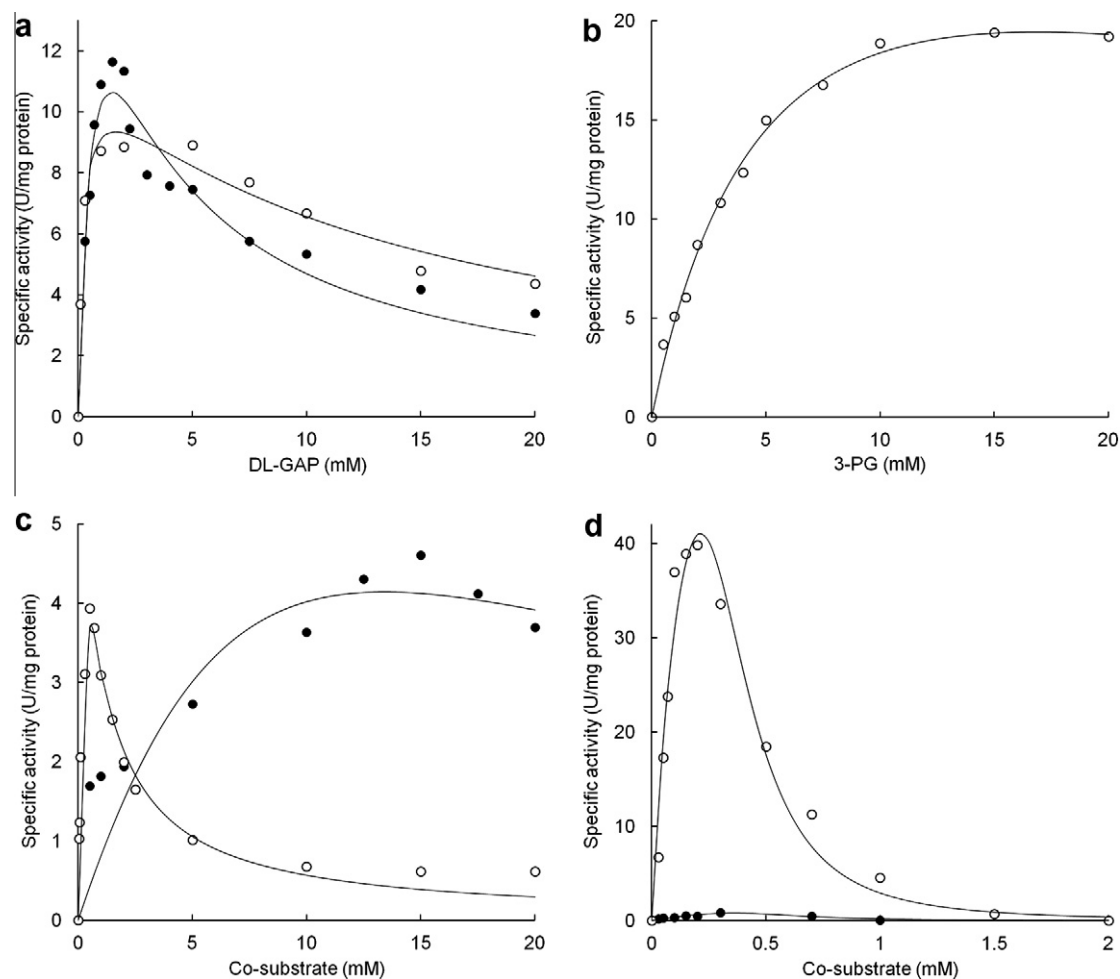 a
12
10
8
6
4
2
0
Specific activity (U/mg protein)
0 5 10 15 20
DL-GAP (mM)
b
20
15
10
5
0
Specific activity (U/mg protein)
0 5 10 15 20
3-PG (mM)
c
5
4
3
2
1
0
Specific activity (U/mg protein)
0 5 10 15 20
Co-substrate (mM)
d
40
30
20
10
0
Specific activity (U/mg protein)
0 0.5 1 1.5 2
Co-substrate (mM)